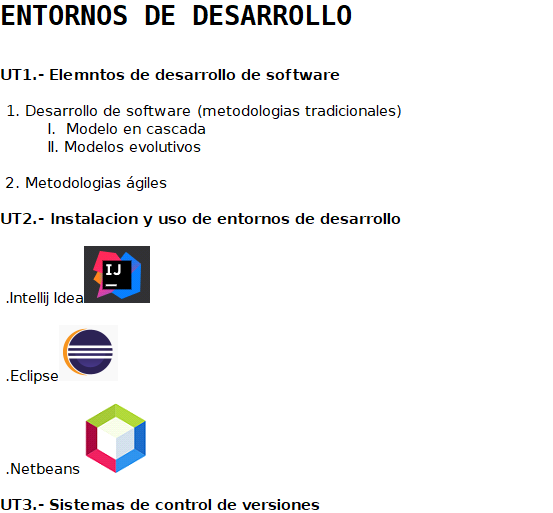 ENTORNOS DE DESARROLLO
UT1.- Elemntos de desarrollo de software
1. Desarrollo de software (metodologias tradicionales)
I. Modelo en cascada
II. Modelos evolutivos
2. Metodologias ágiles
UT2.- Instalacion y uso de entornos de desarrollo
.Intellij Idea IJ
.Eclipse
.Netbeans
UT3.- Sistemas de control de versiones